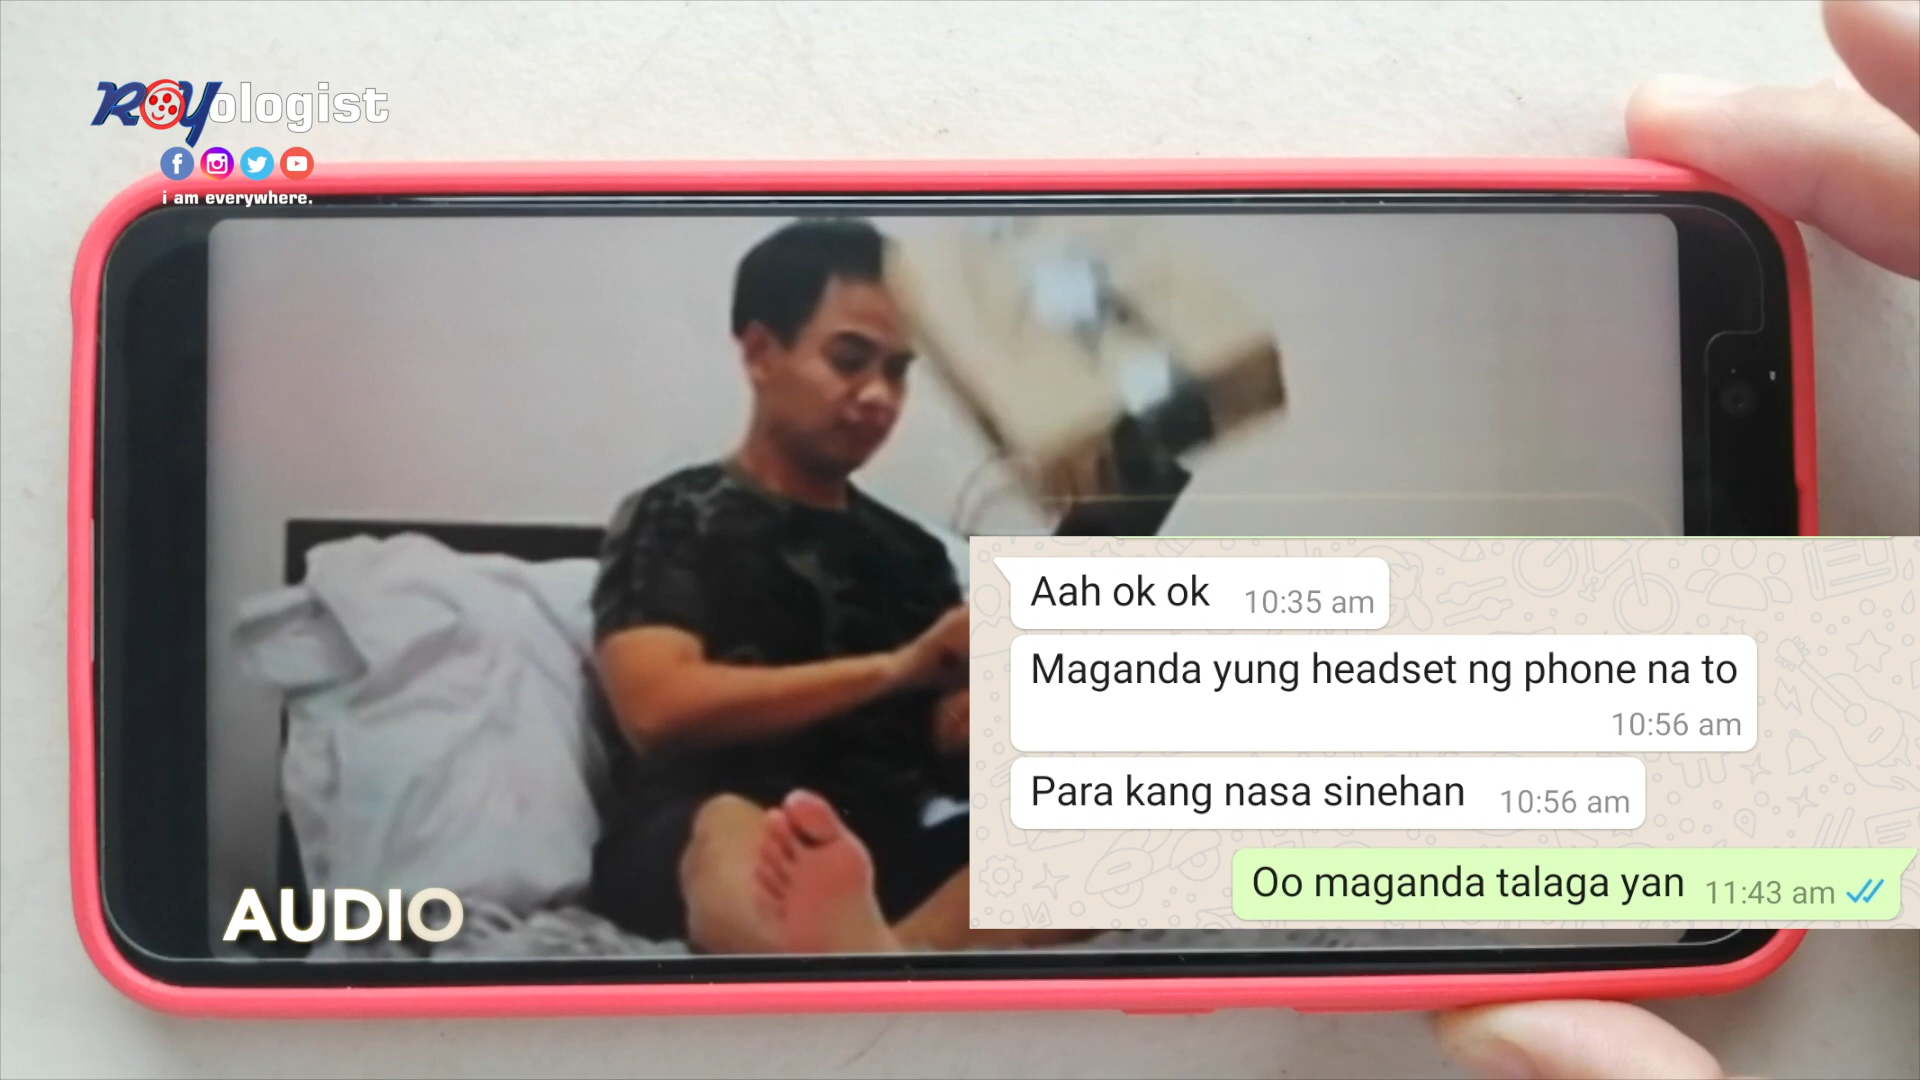 ROYologist
i am everywhere.
Aah ok ok 10:35 am
Maganda yung headset ng phone na to
10:56 am
Para kang nasa sinehan 10:56 am
Oo maganda talaga yan 11:43 am
AUDIO